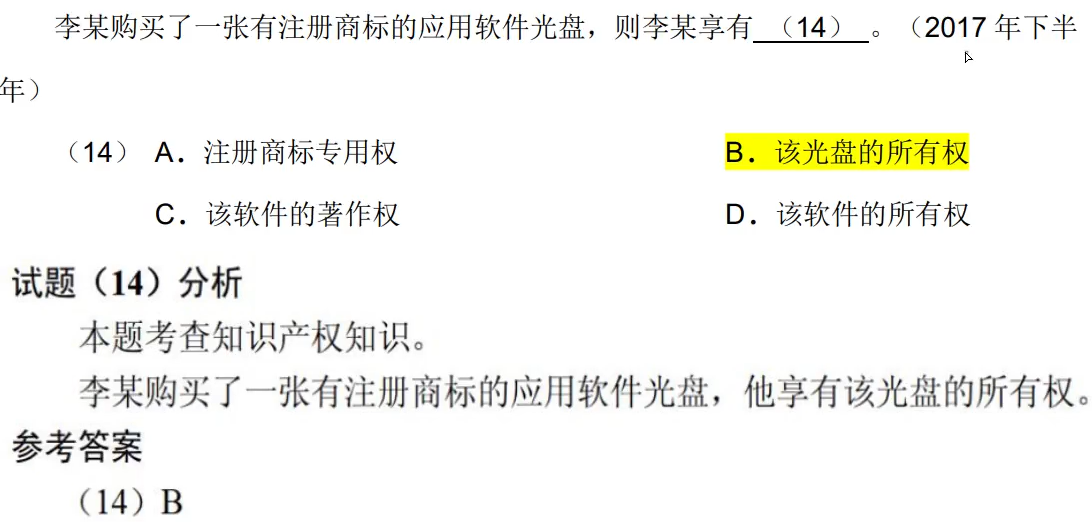 李某购买了一张有注册商标的应用软件光盘，则李某享有（14）。（2017 年下半
年）
（14） A．注册商标专用权 B．该光盘的所有权
C．该软件的著作权 D．该软件的所有权
试题（14）分析
本题考查知识产权知识。
李某购买了一张有注册商标的应用软件光盘，他享有该光盘的所有权。
参考答案
（14）B